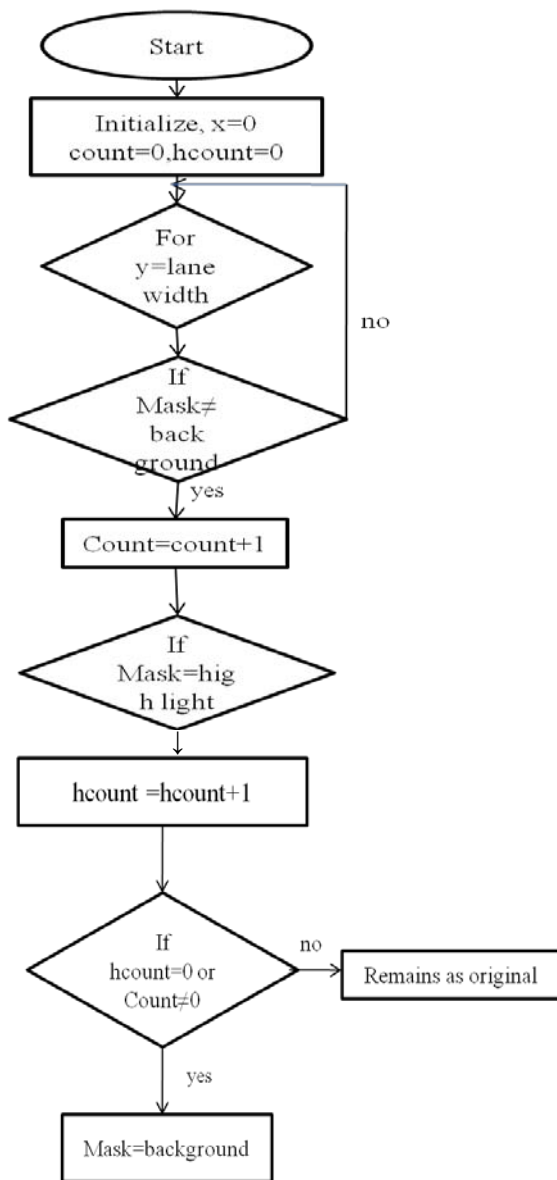 Start
Initialize, x=0
count=0,hcount=0
For
y=lane
width
no
If
Mask≠
back
ground
yes
Count=count+1
If
Mask=hig
h light
hcount =hcount+1
If
hcount=0 or
Count≠0
no
Remains as original
yes
Mask=background